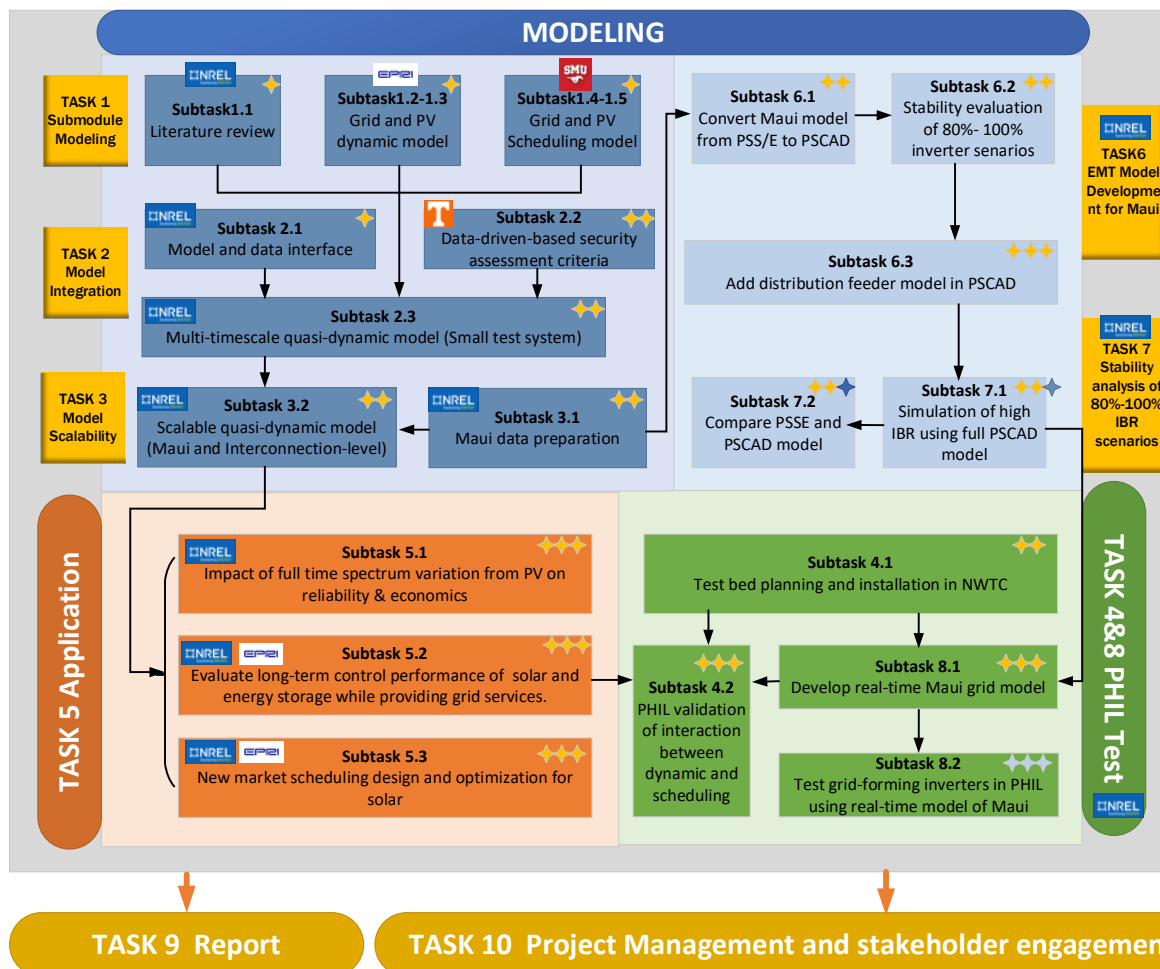 MODELING
TASK 1
Submodule
Modeling
NREL
Subtask1.1
Literature review
EPRI
Subtask1.2-1.3
Grid and PV
dynamic model
SMU
Subtask1.4-1.5
Grid and PV
Scheduling model
Subtask 6.1
Convert Maui model
from PSS/E to PSCAD
Subtask 6.2
Stability evaluation
of 80%- 100%
inverter senarios
NREL
TASK6
EMT Model
Developme
nt for Maui
TASK 2
Model
Integration
NREL
Subtask 2.1
Model and data interface
T
Subtask 2.2
Data-driven-based security
assessment criteria
Subtask 6.3
Add distribution feeder model in PSCAD
NREL
Subtask 2.3
Multi-timescale quasi-dynamic model (Small test system)
TASK 3
Model
Scalability
NREL
Subtask 3.2
Scalable quasi-dynamic model
(Maui and Interconnection-level)
NREL
Subtask 3.1
Maui data preparation
Subtask 7.2
Compare PSSE and
PSCAD model
Subtask 7.1
Simulation of high
IBR using full PSCAD
model
NREL
TASK 7
Stability
analysis of
80%-100%
IBR
scenarios
TASK 5 Application
NREL
Subtask 5.1
Impact of full time spectrum variation from PV on
reliability & economics
NREL EPRI
Subtask 5.2
Evaluate long-term control performance of solar and
energy storage while providing grid services.
NREL EPRI
Subtask 5.3
New market scheduling design and optimization for
solar
Subtask 4.1
Test bed planning and installation in NWTC
Subtask 4.2
PHIL validation
of interaction
between
dynamic and
scheduling
Subtask 8.1
Develop real-time Maui grid model
Subtask 8.2
Test grid-forming inverters in PHIL
using real-time model of Maui
TASK 4&8 PHIL Test
NREL
TASK 9 Report
TASK 10 Project Management and stakeholder engagemen